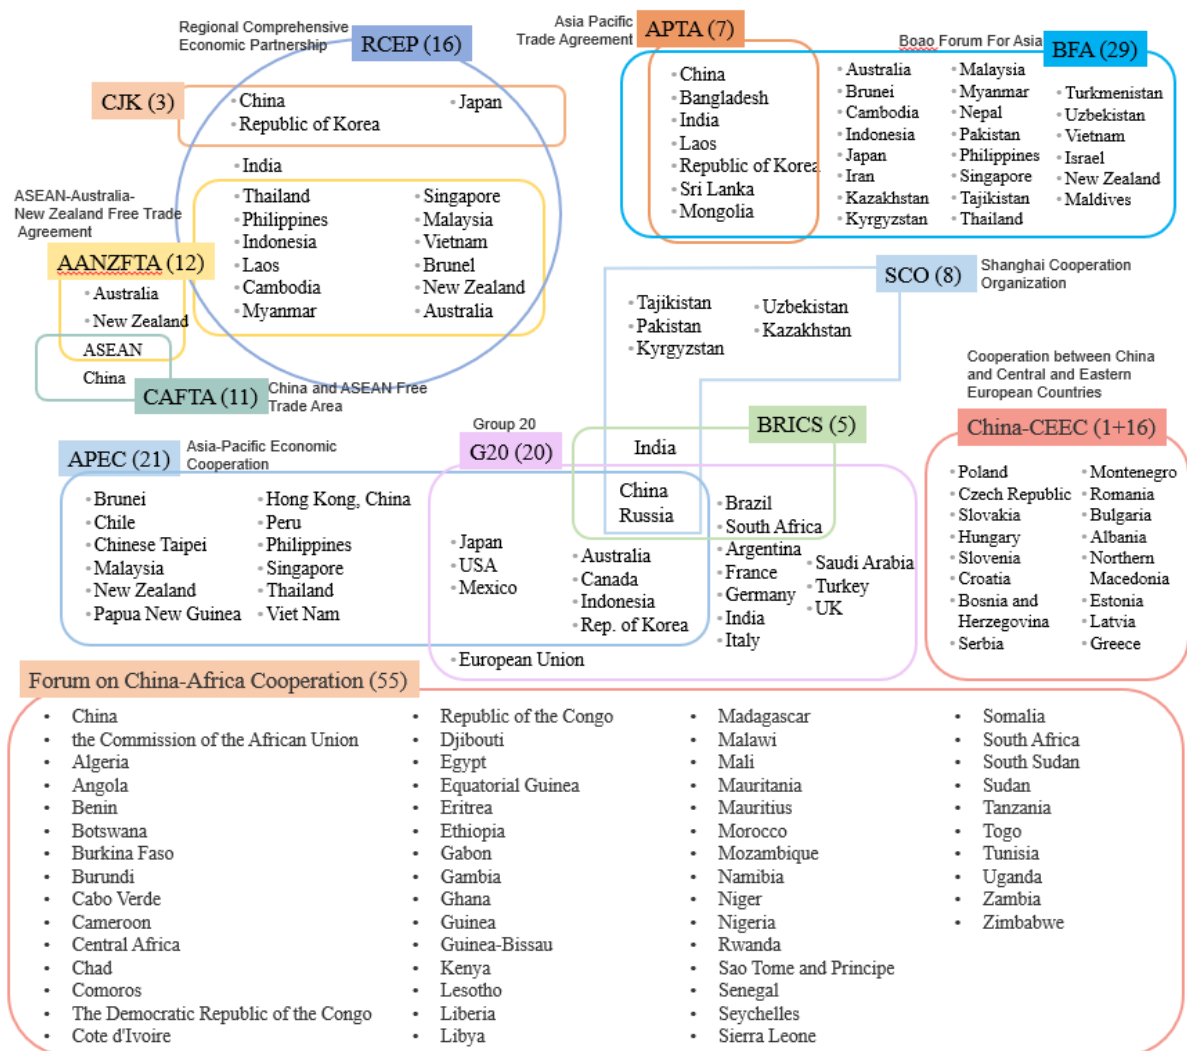 Regional Comprehensive
Economic Partnership
RCEP (16)
CJK (3)
• China
• Japan
• Republic of Korea
• India
• Thailand
• Singapore
• Philippines
• Malaysia
• Indonesia
• Vietnam
• Laos
• Brunel
• Cambodia
• New Zealand
• Myanmar
• Australia
ASEAN-Australia-
New Zealand Free Trade
Agreement
AANZFTA (12)
• Australia
• New Zealand
ASEAN
China
CAFTA (11)
China and ASEAN Free
Trade Area
Asia Pacific
Trade Agreement
APTA (7)
• China
• Bangladesh
• India
• Laos
• Republic of Korea
• Sri Lanka
• Mongolia
Boao Forum For Asia
BFA (29)
• Australia
• Brunei
• Cambodia
• Indonesia
• Japan
• Iran
• Kazakhstan
• Kyrgyzstan
• Malaysia
• Myanmar
• Nepal
• Pakistan
• Philippines
• Singapore
• Tajikistan
• Thailand
• Turkmenistan
• Uzbekistan
• Vietnam
• Israel
• New Zealand
• Maldives
SCO (8)
Shanghai Cooperation
Organization
• Tajikistan
• Pakistan
• Kyrgyzstan
• Uzbekistan
• Kazakhstan
BRICS (5)
India
China
Russia
Group 20
G20 (20)
APEC (21)
Asia-Pacific Economic
Cooperation
• Brunei
• Chile
• Chinese Taipei
• Malaysia
• New Zealand
• Papua New Guinea
• Hong Kong, China
• Peru
• Philippines
• Singapore
• Thailand
• Viet Nam
• Japan
• USA
• Mexico
• Australia
• Canada
• Indonesia
• Rep. of Korea
• European Union
• Brazil
• South Africa
• Argentina
• France
• Germany
• India
• Italy
• Saudi Arabia
• Turkey
• UK
Cooperation between China
and Central and Eastern
European Countries
China-CEEC (1+16)
• Poland
• Czech Republic
• Slovakia
• Hungary
• Slovenia
• Croatia
• Bosnia and
Herzegovina
• Serbia
• Montenegro
• Romania
• Bulgaria
• Albania
• Northern
Macedonia
• Estonia
• Latvia
• Greece
Forum on China-Africa Cooperation (55)
• China
• the Commission of the African Union
• Algeria
• Angola
• Benin
• Botswana
• Burkina Faso
• Burundi
• Cabo Verde
• Cameroon
• Central Africa
• Chad
• Comoros
• The Democratic Republic of the Congo
• Cote d'Ivoire
• Republic of the Congo
• Djibouti
• Egypt
• Equatorial Guinea
• Eritrea
• Ethiopia
• Gabon
• Gambia
• Ghana
• Guinea
• Guinea-Bissau
• Kenya
• Lesotho
• Liberia
• Libya
• Madagascar
• Malawi
• Mali
• Mauritania
• Mauritius
• Morocco
• Mozambique
• Namibia
• Niger
• Nigeria
• Rwanda
• Sao Tome and Principe
• Senegal
• Seychelles
• Sierra Leone
• Somalia
• South Africa
• South Sudan
• Sudan
• Tanzania
• Togo
• Tunisia
• Uganda
• Zambia
• Zimbabwe